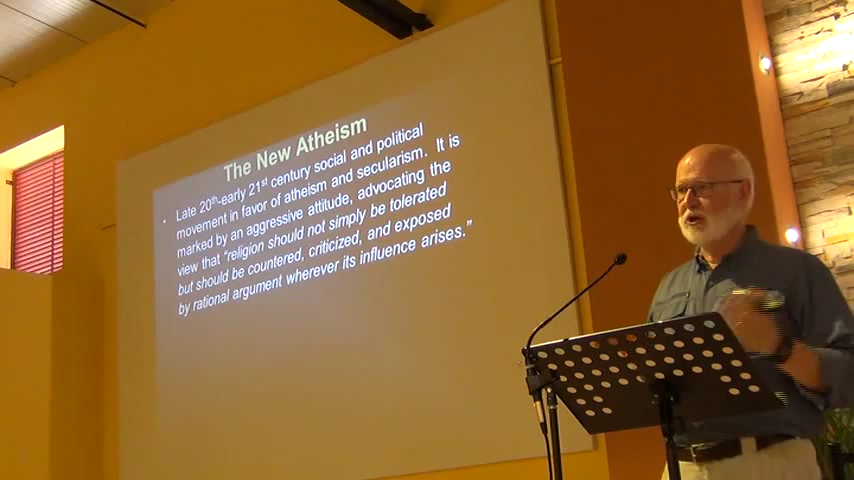 The New Atheism
• Late 20th-early 21st century social and political
movement in favor of atheism and secularism. It is
marked by an aggressive attitude, advocating the
view that “religion should not simply be tolerated
but should be countered, criticized, and exposed
by rational argument wherever its influence arises.”